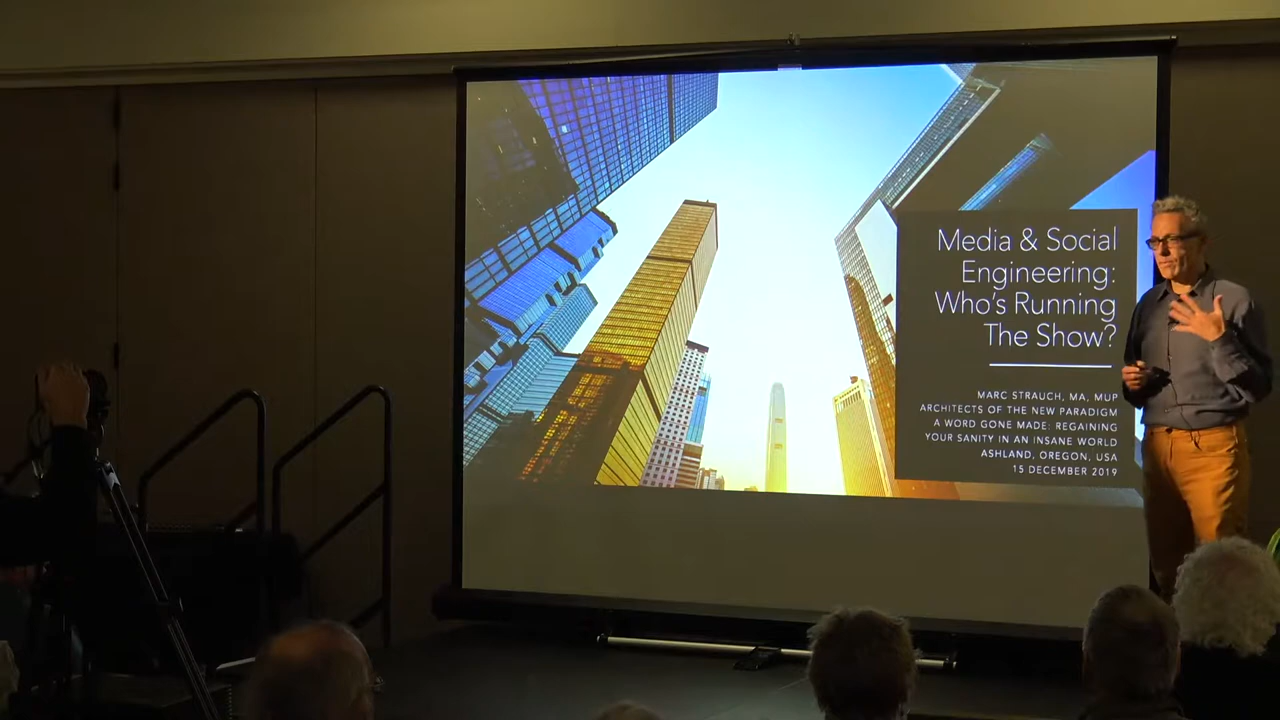 Media & Social
Engineering:
Who's Running
The Show?
MARC STRAUCH, MA, MUP
ARCHITECTS OF THE NEW PARADIGM
A WORD GONE MADE: REGAINING
YOUR SANITY IN AN INSANE WORLD
ASHLAND, OREGON, USA
15 DECEMBER 2019